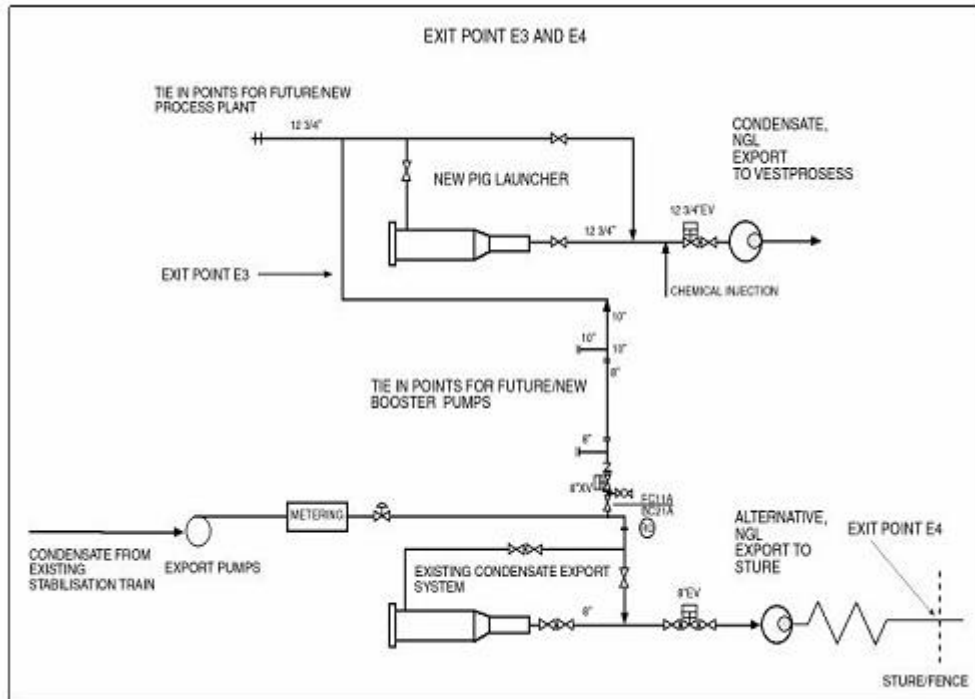 EXIT POINT E3 AND E4
TIE IN POINTS FOR FUTURE/NEW
PROCESS PLANT
12 3/4"
CONDENSATE,
NGL
EXPORT
TO VESTPROSESS
NEW PIG LAUNCHER
12 3/4"EV
12 3/4"
EXIT POINT E3
CHEMICAL INJECTION
10"
10"
10"
8"
TIE IN POINTS FOR FUTURE/NEW
BOOSTER PUMPS
8"
8"XV
METERING
ALTERNATIVE,
NGL
EXPORT TO
STURE
EXIT POINT E4
CONDENSATE FROM
EXISTING
STABILISATION TRAIN
EXPORT PUMPS
EXISTING CONDENSATE EXPORT
SYSTEM
8"
8"EV
STURE/FENCE